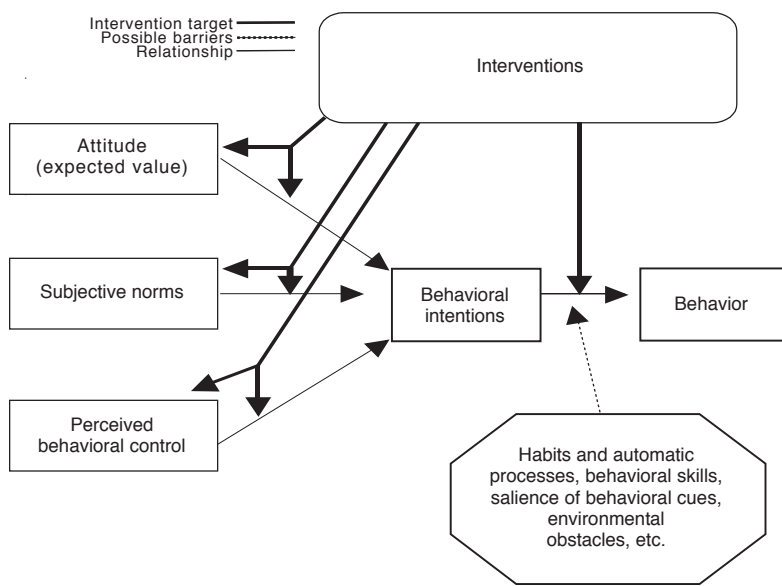 Intervention target
Possible barriers
Relationship
Interventions
Attitude
(expected value)
Subjective norms
Behavioral
intentions
Behavior
Perceived
behavioral control
Habits and automatic
processes, behavioral skills,
salience of behavioral cues,
environmental
obstacles, etc.